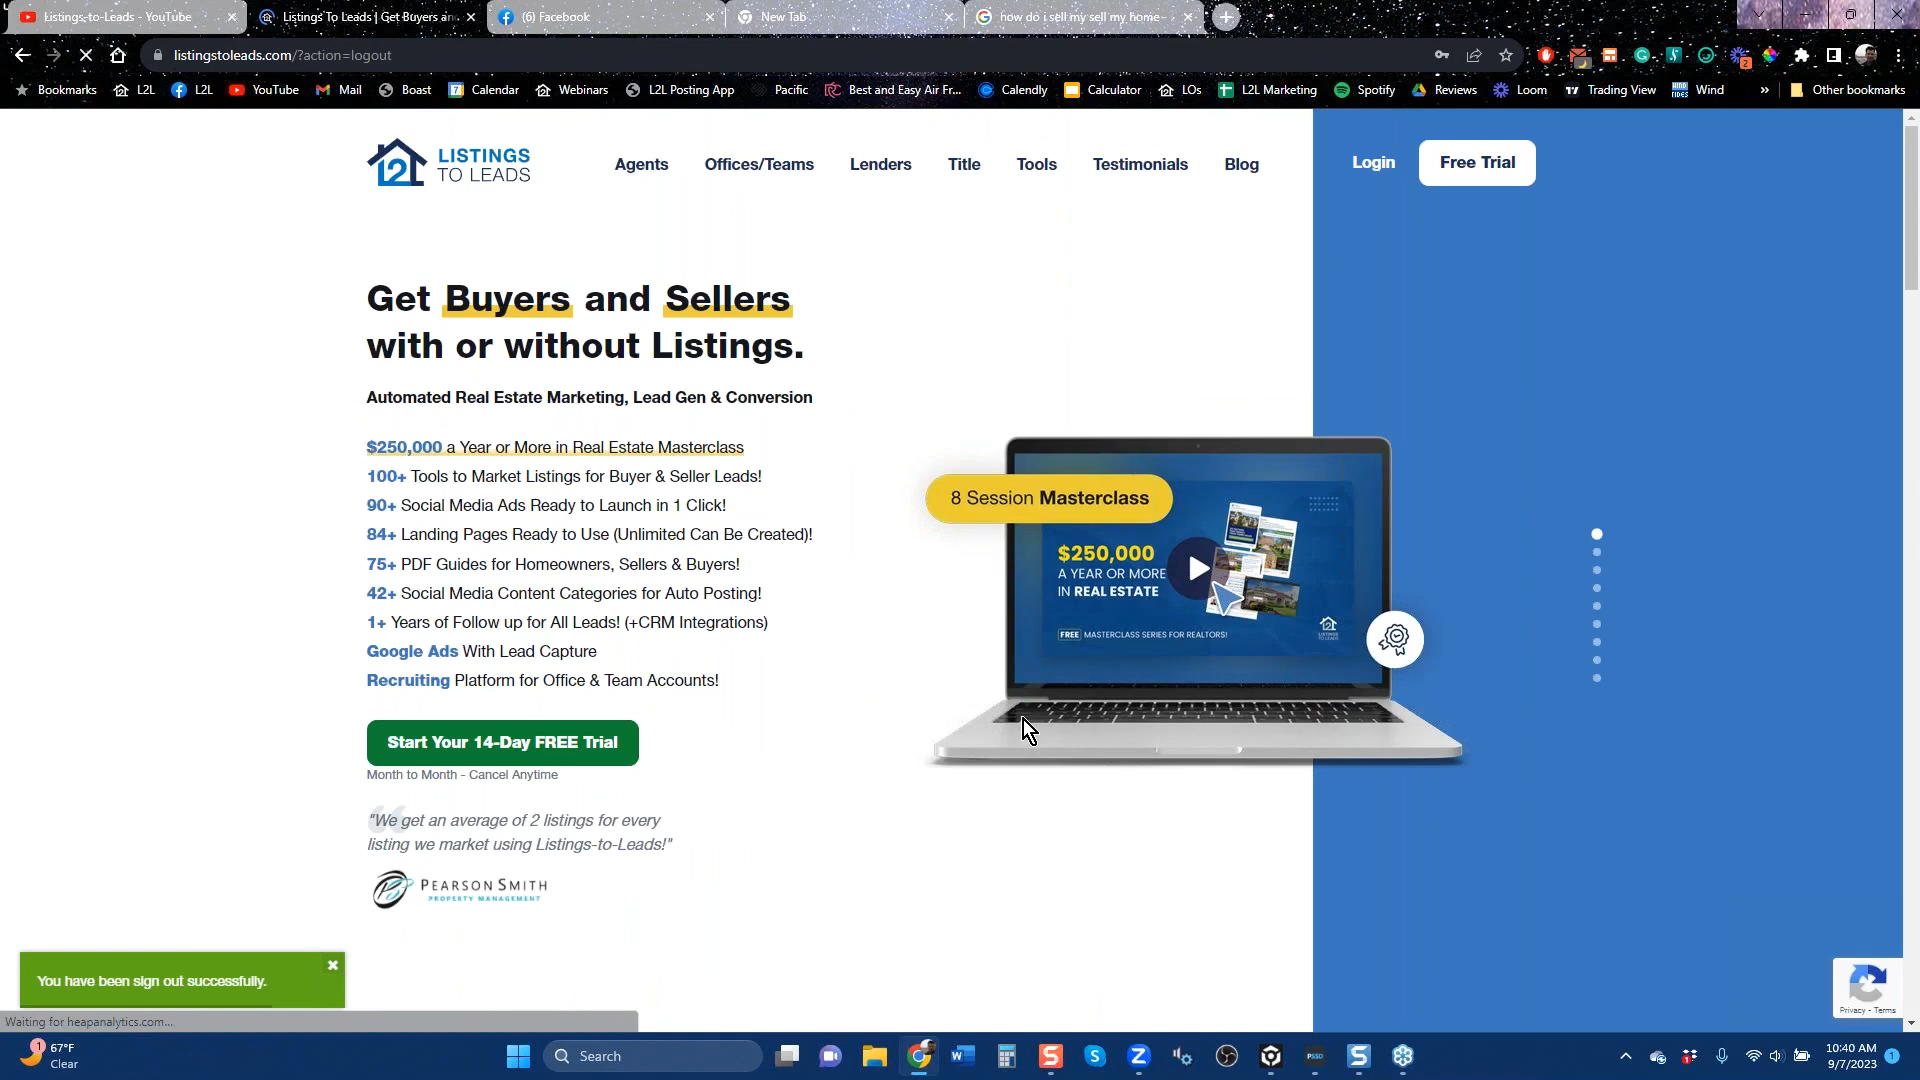 Listings-to-Leads - YouTube
Listings To Leads | Get Buyers an
(6) Facebook
New Tab
how do i sell my sell my home -
listingstoleads.com/?action=logout
Bookmarks L2L L2L YouTube Mail Boast Calendar Webinars L2L Posting App Pacific Best and Easy Air Fr... Calendly Calculator LOs L2L Marketing Spotify Reviews Loom Trading View Wind » Other bookmarks
LISTINGS
TO LEADS
Agents Offices/Teams Lenders Title Tools Testimonials Blog Login Free Trial
Get Buyers and Sellers
with or without Listings.
Automated Real Estate Marketing, Lead Gen & Conversion
$250,000 a Year or More in Real Estate Masterclass
100+ Tools to Market Listings for Buyer & Seller Leads!
90+ Social Media Ads Ready to Launch in 1 Click!
84+ Landing Pages Ready to Use (Unlimited Can Be Created)!
75+ PDF Guides for Homeowners, Sellers & Buyers!
42+ Social Media Content Categories for Auto Posting!
1+ Years of Follow up for All Leads! (+CRM Integrations)
Google Ads With Lead Capture
Recruiting Platform for Office & Team Accounts!
Start Your 14-Day FREE Trial
Month to Month - Cancel Anytime
"We get an average of 2 listings for every
listing we market using Listings-to-Leads!"
PEARSON SMITH
PROPERTY MANAGEMENT
8 Session Masterclass
$250,000
A YEAR OR MORE
IN REAL ESTATE
FREE MASTERCLASS SERIES FOR REALTORS!
You have been sign out successfully.
Waiting for heapanalytics.com...
Privacy - Terms
67°F
Clear
Search
10:40 AM
9/7/2023